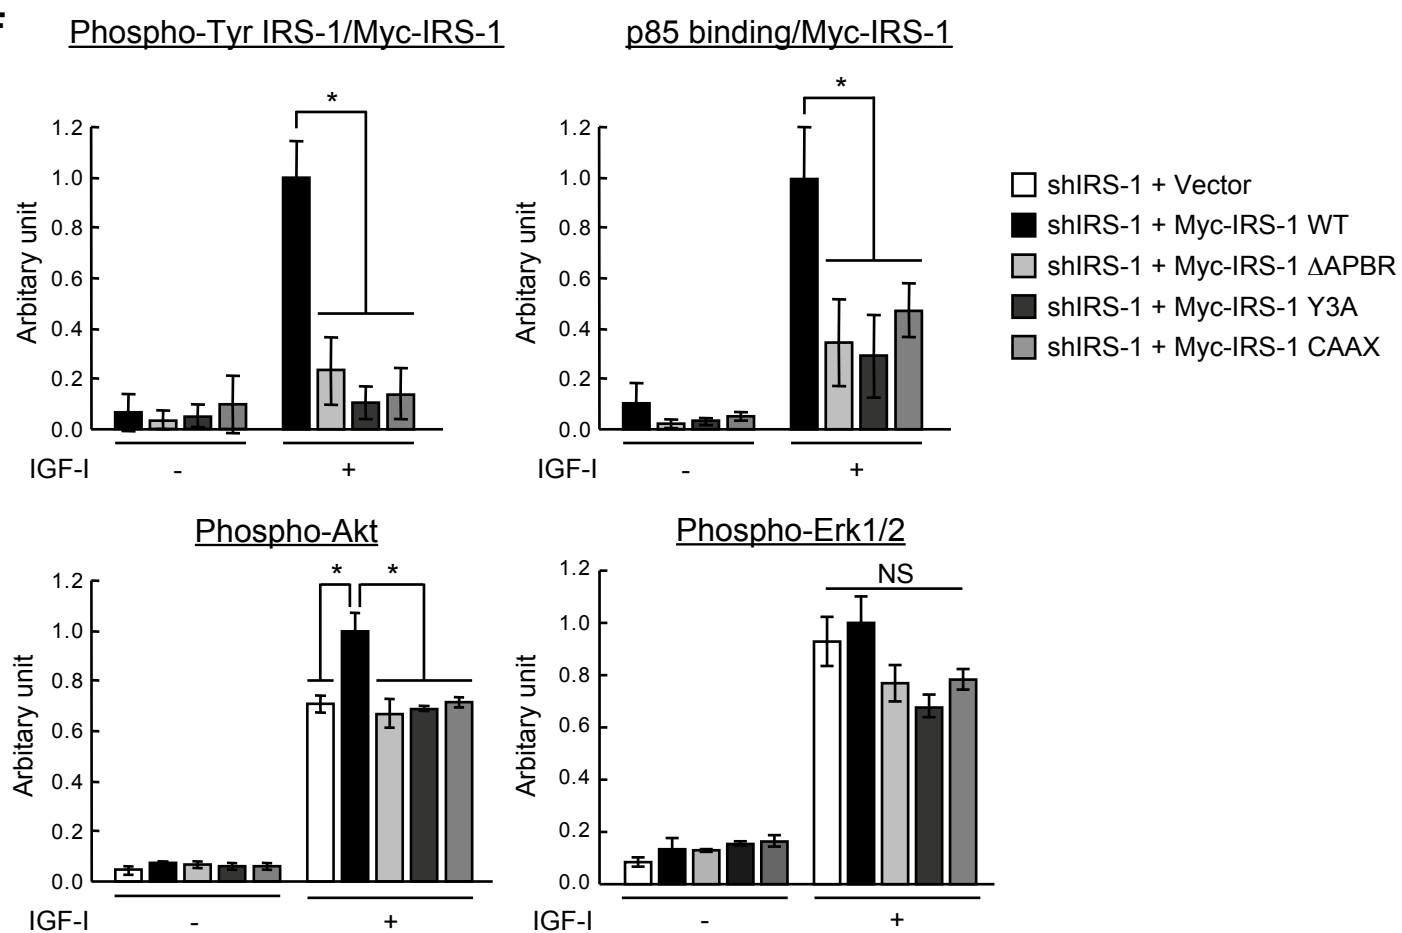 F
Phospho-Tyr IRS-1/Myc-IRS-1
*
Arbitary unit
1.2
1.0
0.8
0.6
0.4
0.2
0.0
IGF-I - +
p85 binding/Myc-IRS-1
*
Arbitary unit
1.2
1.0
0.8
0.6
0.4
0.2
0.0
IGF-I - +
shIRS-1 + Vector
shIRS-1 + Myc-IRS-1 WT
shIRS-1 + Myc-IRS-1 ΔAPBR
shIRS-1 + Myc-IRS-1 Y3A
shIRS-1 + Myc-IRS-1 CAAX
Phospho-Akt
* *
Arbitary unit
1.2
1.0
0.8
0.6
0.4
0.2
0.0
IGF-I - +
Phospho-Erk1/2
NS
Arbitary unit
1.2
1.0
0.8
0.6
0.4
0.2
0.0
IGF-I - +